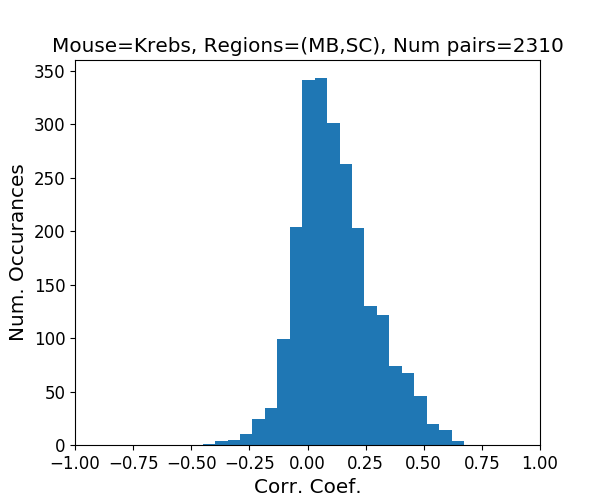 Mouse=Krebs, Regions=(MB,SC), Num pairs=2310
Num. Occurances
350
300
250
200
150
100
50
0
−1.00 −0.75 −0.50 −0.25 0.00 0.25 0.50 0.75 1.00
Corr. Coef.